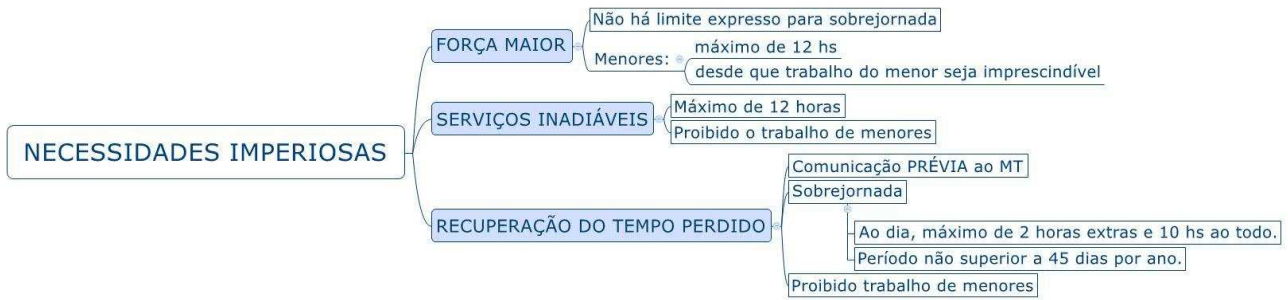 NECESSIDADES IMPERIOSAS
FORÇA MAIOR
Não há limite expresso para sobrejornada
Menores:
máximo de 12 hs
desde que trabalho do menor seja imprescindível
SERVIÇOS INADIÁVEIS
Máximo de 12 horas
Proibido o trabalho de menores
RECUPERAÇÃO DO TEMPO PERDIDO
Comunicação PRÉVIA ao MT
Sobrejornada
Ao dia, máximo de 2 horas extras e 10 hs ao todo.
Período não superior a 45 dias por ano.
Proibido trabalho de menores